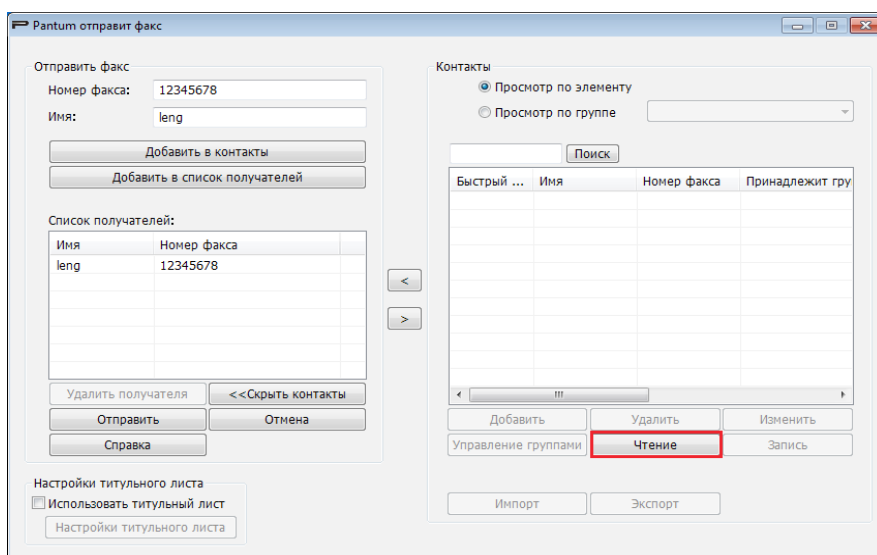 Pantum отправит факс
Отправить факс
Номер факса: 12345678
Имя: leng
Добавить в контакты
Добавить в список получателей
Список получателей:
Имя Номер факса
leng 12345678
Удалить получателя <<Скрыть контакты
Отправить Отмена
Справка
Настройки титульного листа
Использовать титульный лист
Настройки титульного листа
<
>
Контакты
Просмотр по элементу
Просмотр по группе
Поиск
Быстрый ... Имя Номер факса Принадлежит гру
Добавить Удалить Изменить
Управление группами Чтение Запись
Импорт Экспорт